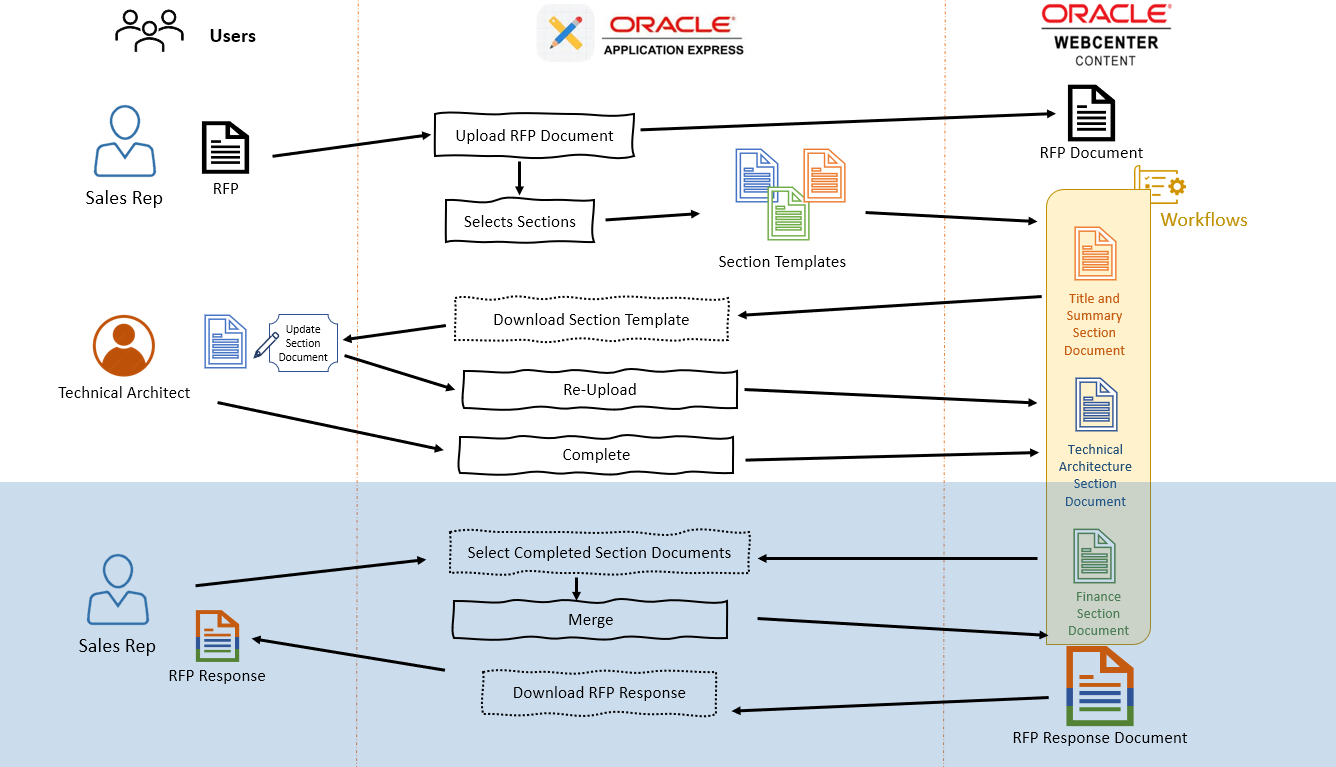 Users
ORACLE®
APPLICATION EXPRESS
ORACLE®
WEBCENTER
CONTENT
Sales Rep
RFP
Upload RFP Document
RFP Document
Selects Sections
Section Templates
Workflows
Title and
Summary
Section
Document
Download Section Template
Technical Architect
Update
Section
Document
Re-Upload
Complete
Technical
Architecture
Section
Document
Select Completed Section Documents
Finance
Section
Document
Merge
Sales Rep
RFP Response
Download RFP Response
RFP Response Document